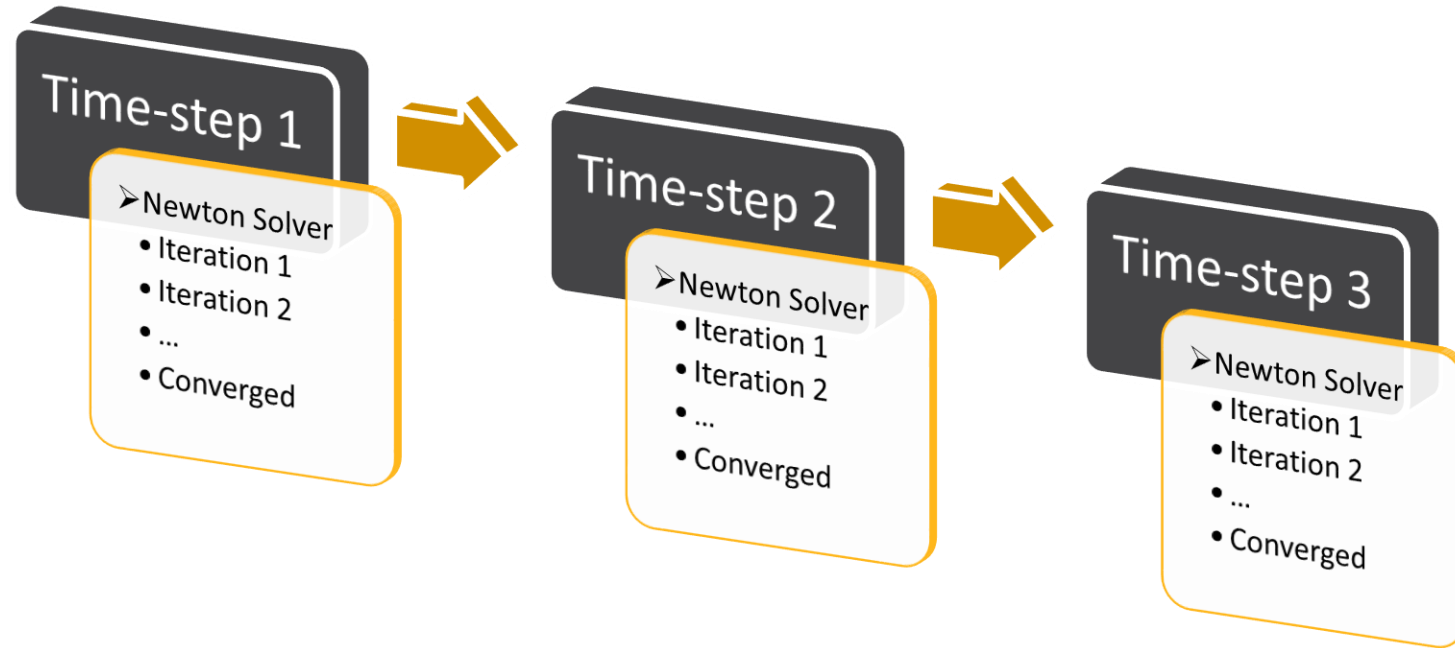 Time-step 1
➢Newton Solver
• Iteration 1
• Iteration 2
• ...
• Converged
Time-step 2
➢Newton Solver
• Iteration 1
• Iteration 2
• ...
• Converged
Time-step 3
➢Newton Solver
• Iteration 1
• Iteration 2
• ...
• Converged